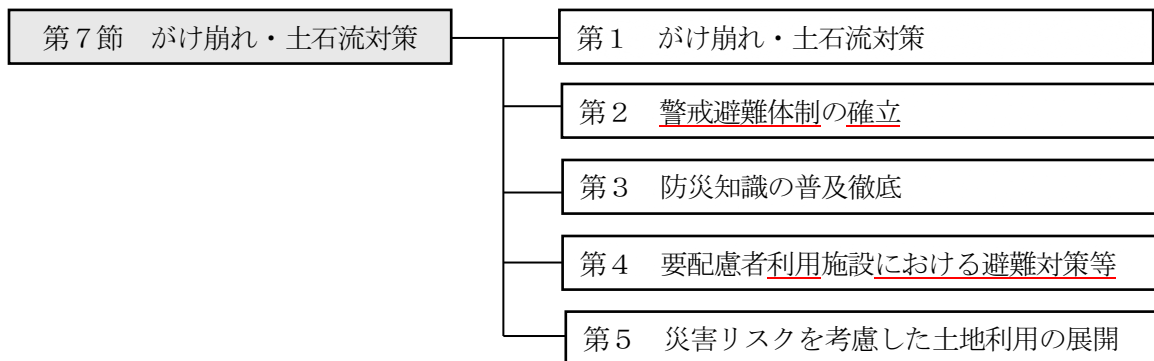 第７節　がけ崩れ・土石流対策
第１　がけ崩れ・土石流対策
第２　警戒避難体制の確立
第３　防災知識の普及徹底
第４　要配慮者利用施設における避難対策等
第５　災害リスクを考慮した土地利用の展開